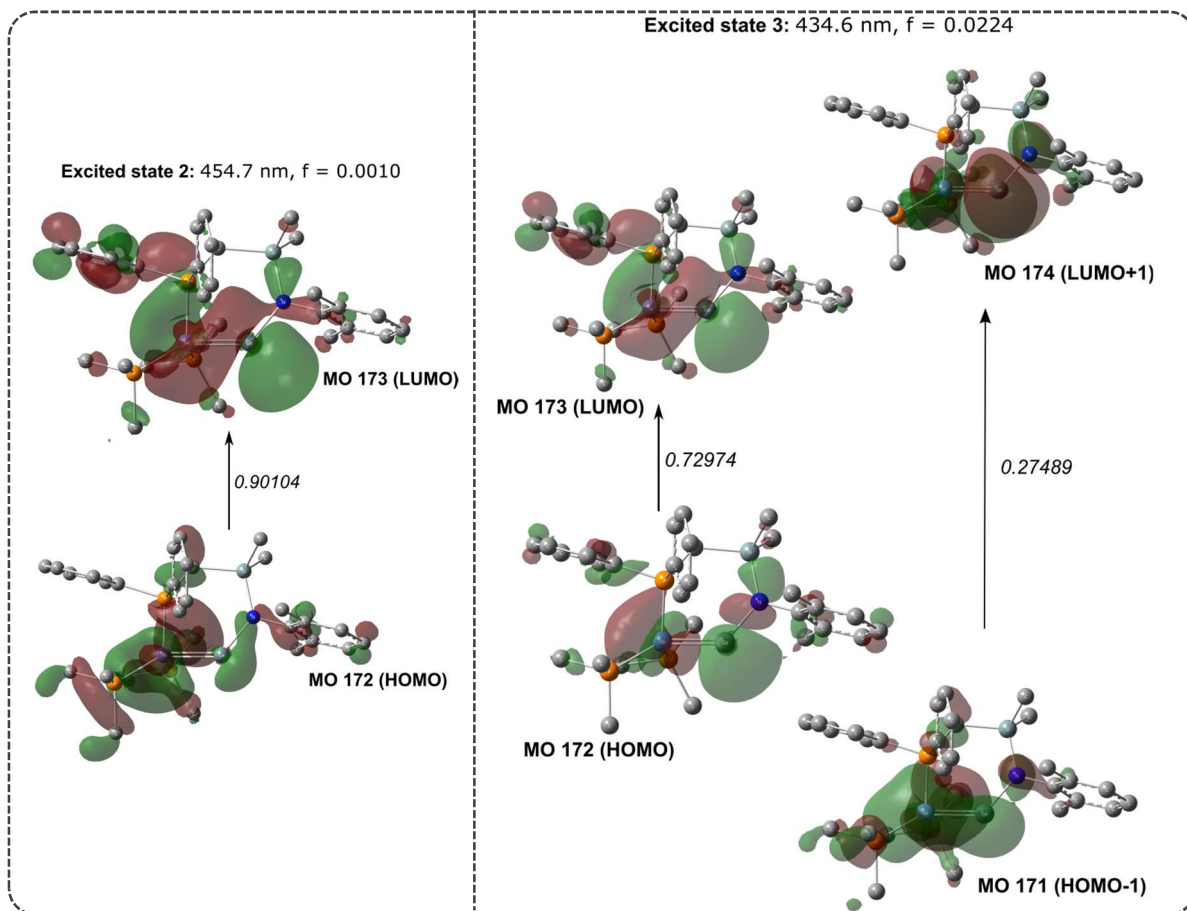 Excited state 2: 454.7 nm, f = 0.0010
MO 173 (LUMO)
0.90104
MO 172 (HOMO)
Excited state 3: 434.6 nm, f = 0.0224
MO 174 (LUMO+1)
MO 173 (LUMO)
0.72974
0.27489
MO 172 (HOMO)
MO 171 (HOMO-1)